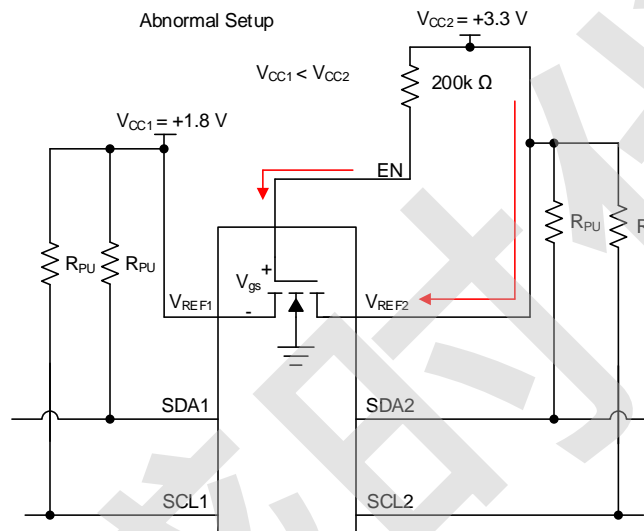 Abnormal Setup
VCC2 = +3.3 V
VCC1 < VCC2
200k Ω
VCC1 = +1.8 V
EN
RPU
RPU
RPU
R
Vgs
+
-
VREF1
VREF2
SDA1
SDA2
SCL1
SCL2